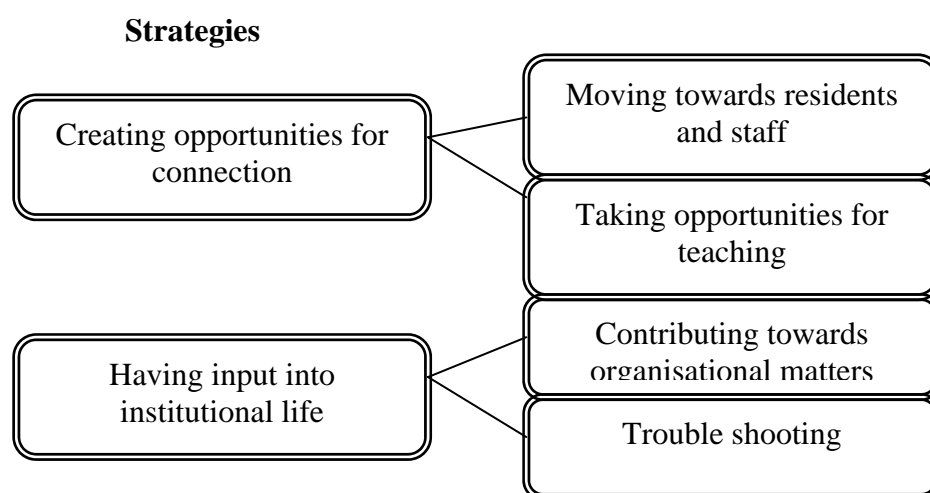 Strategies
Creating opportunities for
connection
Moving towards residents
and staff
Taking opportunities for
teaching
Having input into
institutional life
Contributing towards
organisational matters
Trouble shooting